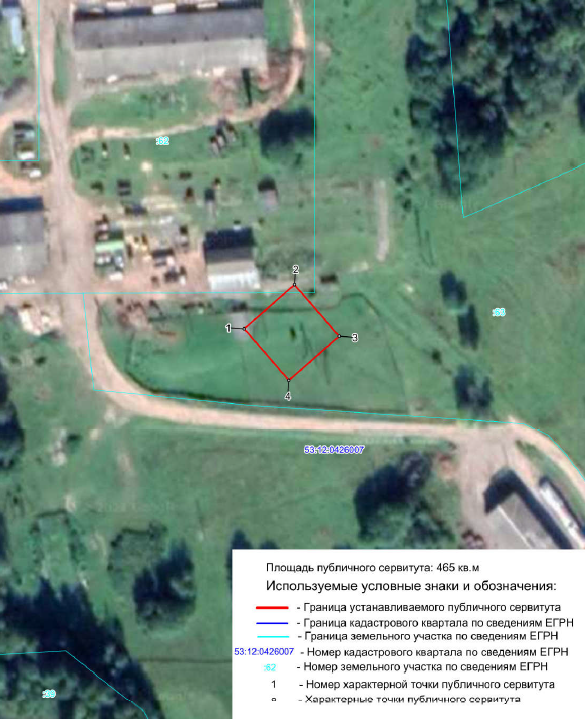 :62
2
:63
1
3
4
53:12:0426007
Площадь публичного сервитута: 465 кв.м
Используемые условные знаки и обозначения:
- Граница устанавливаемого публичного сервитута
- Граница кадастрового квартала по сведениям ЕГРН
- Граница земельного участка по сведениям ЕГРН
53:12:0426007 - Номер кадастрового квартала по сведениям ЕГРН
:62 - Номер земельного участка по сведениям ЕГРН
1 - Номер характерной точки публичного сервитута
- Характерные точки публичного сервитута